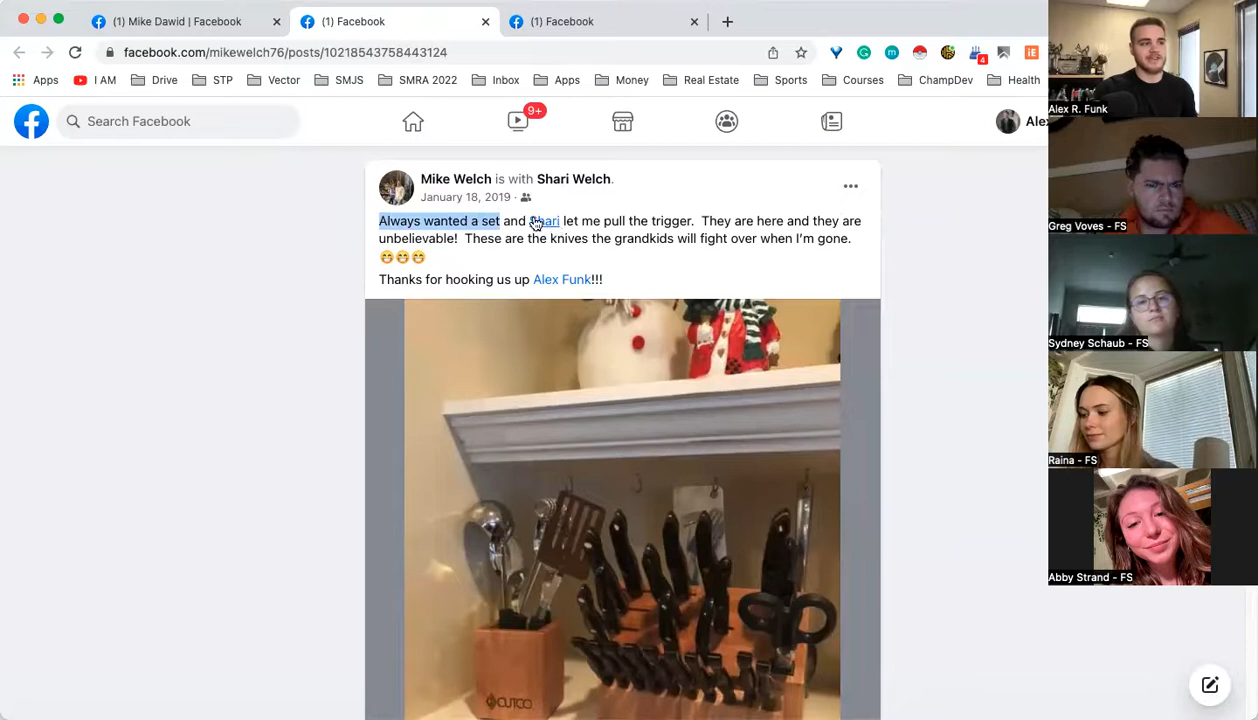 (1) Mike Dawid | Facebook
(1) Facebook
(1) Facebook
facebook.com/mikewelch76/posts/10218543758443124
Apps
I AM
Drive
STP
Vector
SMJS
SMRA 2022
Inbox
Apps
Money
Real Estate
Sports
Courses
ChampDev
Health
4
iE
Search Facebook
9+
Mike Welch is with Shari Welch.
January 18, 2019 ·
Always wanted a set and Shari let me pull the trigger. They are here and they are
unbelievable! These are the knives the grandkids will fight over when I'm gone.
Thanks for hooking us up Alex Funk!!!
CUTCO
Alex R. Funk
Greg Voves - FS
Sydney Schaub - FS
Raina - FS
Abby Strand - FS